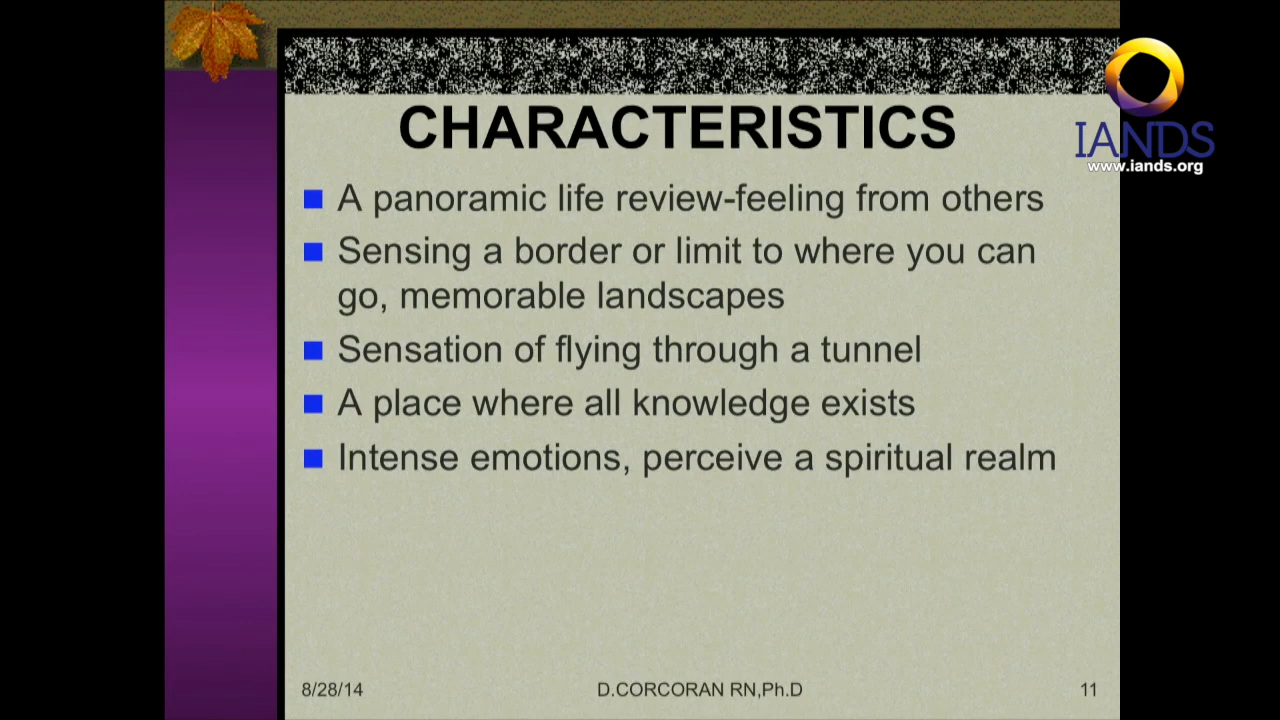 CHARACTERISTICS
IANDS
www.iands.org
A panoramic life review-feeling from others
Sensing a border or limit to where you can
go, memorable landscapes
Sensation of flying through a tunnel
A place where all knowledge exists
Intense emotions, perceive a spiritual realm
8/28/14
D.CORCORAN RN,Ph.D
11